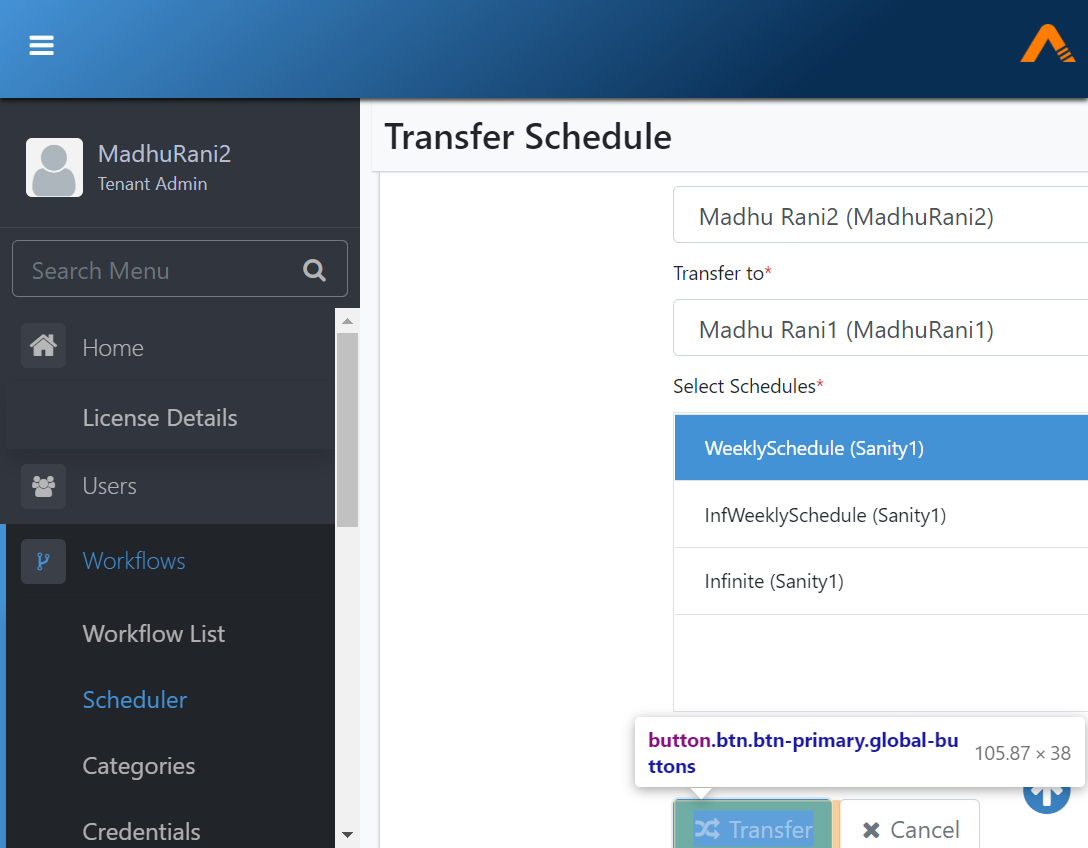 MadhuRani2
Tenant Admin
Search Menu
Home
License Details
Users
Workflows
Workflow List
Scheduler
Categories
Credentials
Transfer Schedule
Madhu Rani2 (MadhuRani2)
Transfer to*
Madhu Rani1 (MadhuRani1)
Select Schedules*
WeeklySchedule (Sanity1)
InfWeeklySchedule (Sanity1)
Infinite (Sanity1)
button.btn.btn-primary.global-bu
ttons
105.87 × 38
Transfer
Cancel